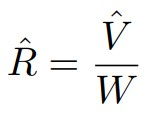 R̂ = V̂ / W